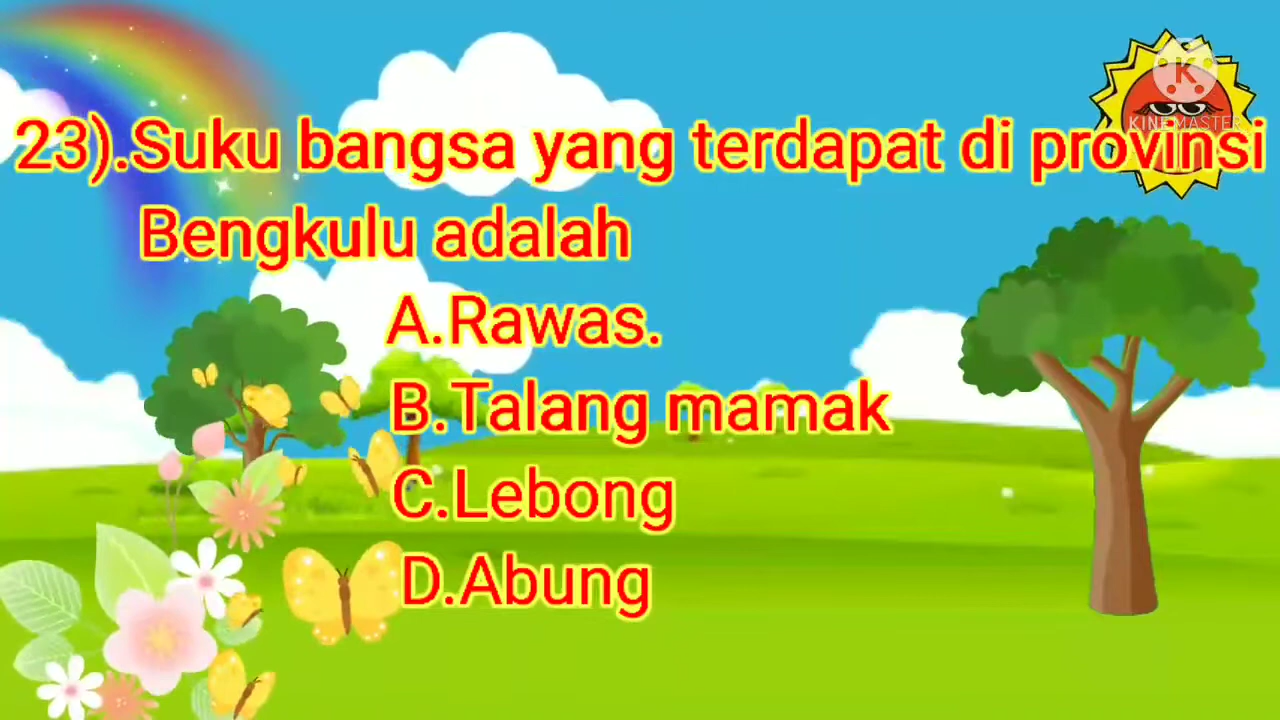 23).Suku bangsa yang terdapat di provinsi
Bengkulu adalah
A.Rawas.
B.Talang mamak
C.Lebong
D.Abung
K
KINEMASTER